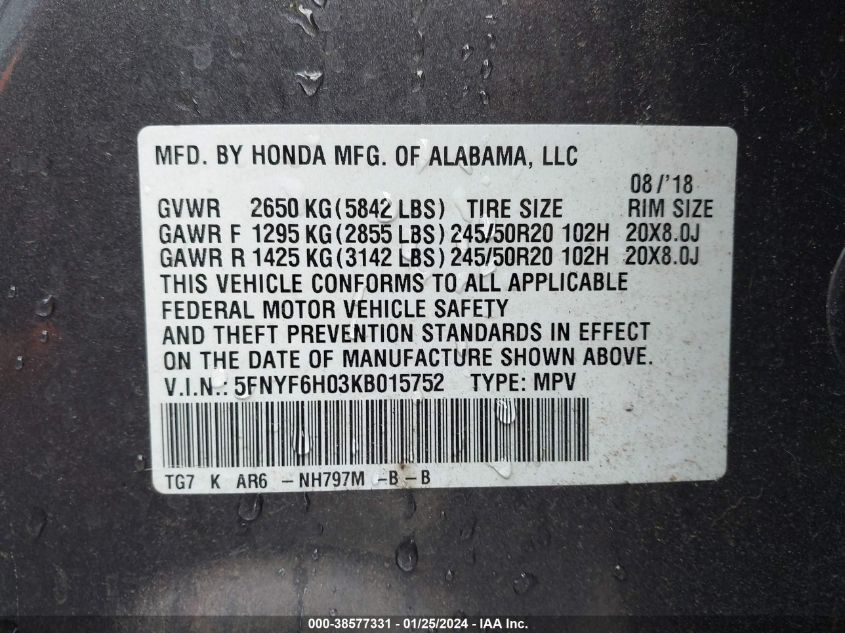 MFD. BY HONDA MFG. OF ALABAMA, LLC
08/'18
GVWR 2650 KG(5842 LBS) TIRE SIZE RIM SIZE
GAWR F 1295 KG(2855 LBS)245/50R20 102H 20X8.0J
GAWR R 1425 KG(3142 LBS)245/50R20 102H 20X8.0J
THIS VEHICLE CONFORMS TO ALL APPLICABLE
FEDERAL MOTOR VEHICLE SAFETY
AND THEFT PREVENTION STANDARDS IN EFFECT
ON THE DATE OF MANUFACTURE SHOWN ABOVE.
V.I.N.: 5FNYF6H03KB015752 TYPE: MPV
TG7 K AR6 -NH797M -B-B
000-38577331 - 01/25/2024 - IAA Inc.